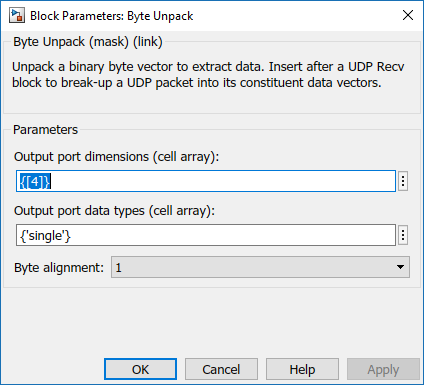 Block Parameters: Byte Unpack
Byte Unpack (mask) (link)
Unpack a binary byte vector to extract data. Insert after a UDP Recv
block to break-up a UDP packet into its constituent data vectors.
Parameters
Output port dimensions (cell array):
{[4]}
Output port data types (cell array):
{'single'}
Byte alignment: 1
OK Cancel Help Apply